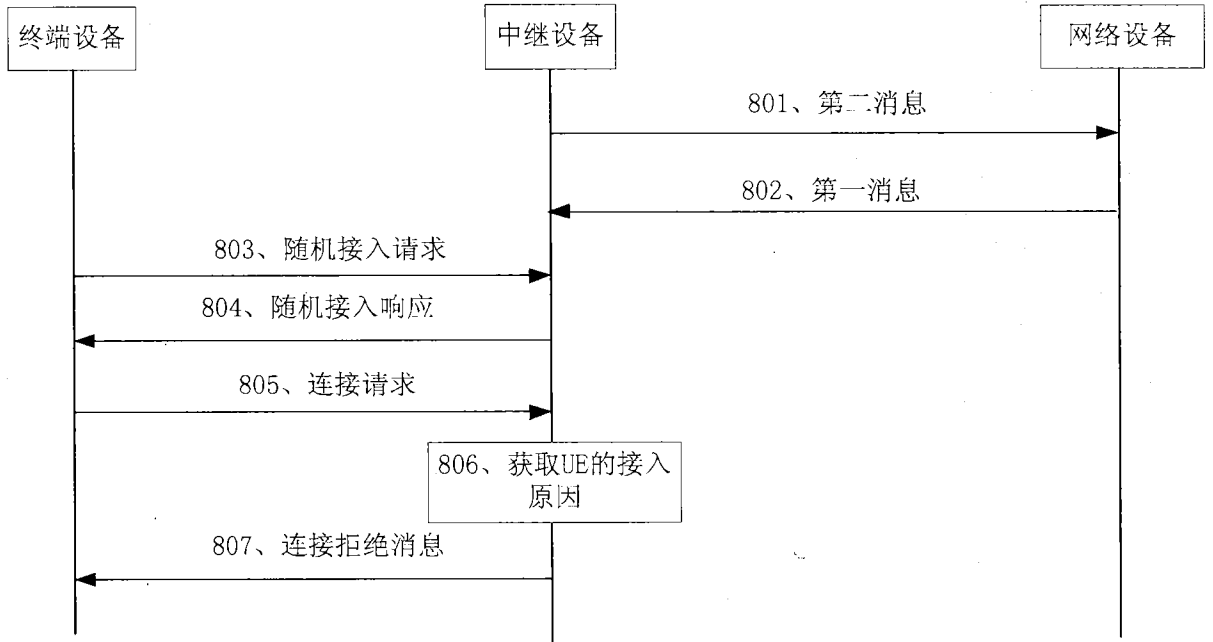 终端设备
中继设备
网络设备
801、第二消息
802、第一消息
803、随机接入请求
804、随机接入响应
805、连接请求
806、获取UE的接入
原因
807、连接拒绝消息